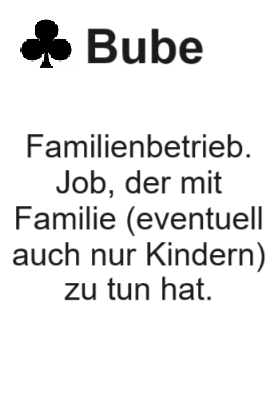 ♣ Bube
Familienbetrieb.
Job, der mit
Familie (eventuell
auch nur Kindern)
zu tun hat.